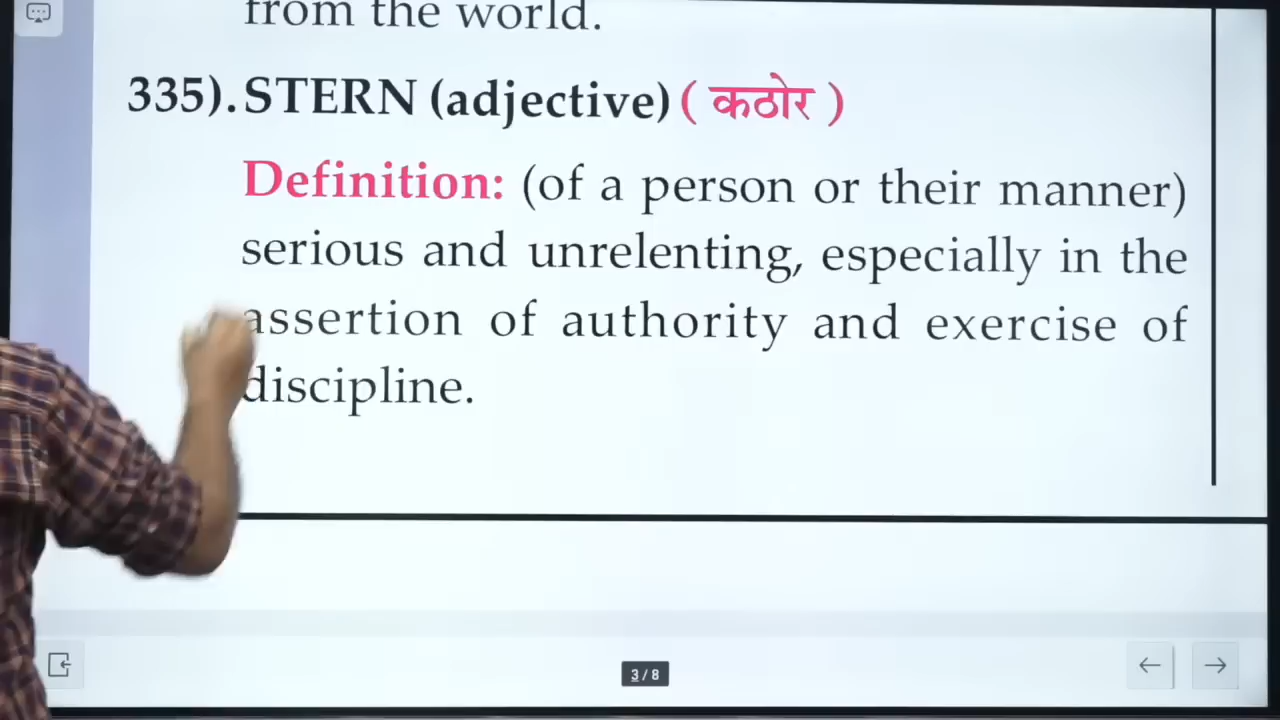 from the world.
335). STERN (adjective) ( कठोर )
Definition: (of a person or their manner)
serious and unrelenting, especially in the
assertion of authority and exercise of
discipline.
3 / 8